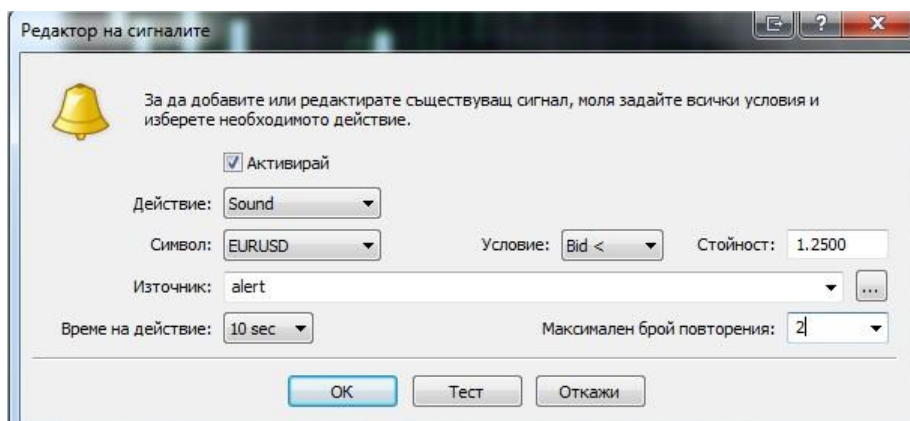 Редактор на сигналите
За да добавите или редактирате съществуващ сигнал, моля задайте всички условия и
изберете необходимото действие.
Активирай
Действие: Sound
Символ: EURUSD Условие: Bid < Стойност: 1.2500
Източник: alert ...
Време на действие: 10 sec Максимален брой повторения: 2
OK Тест Откажи